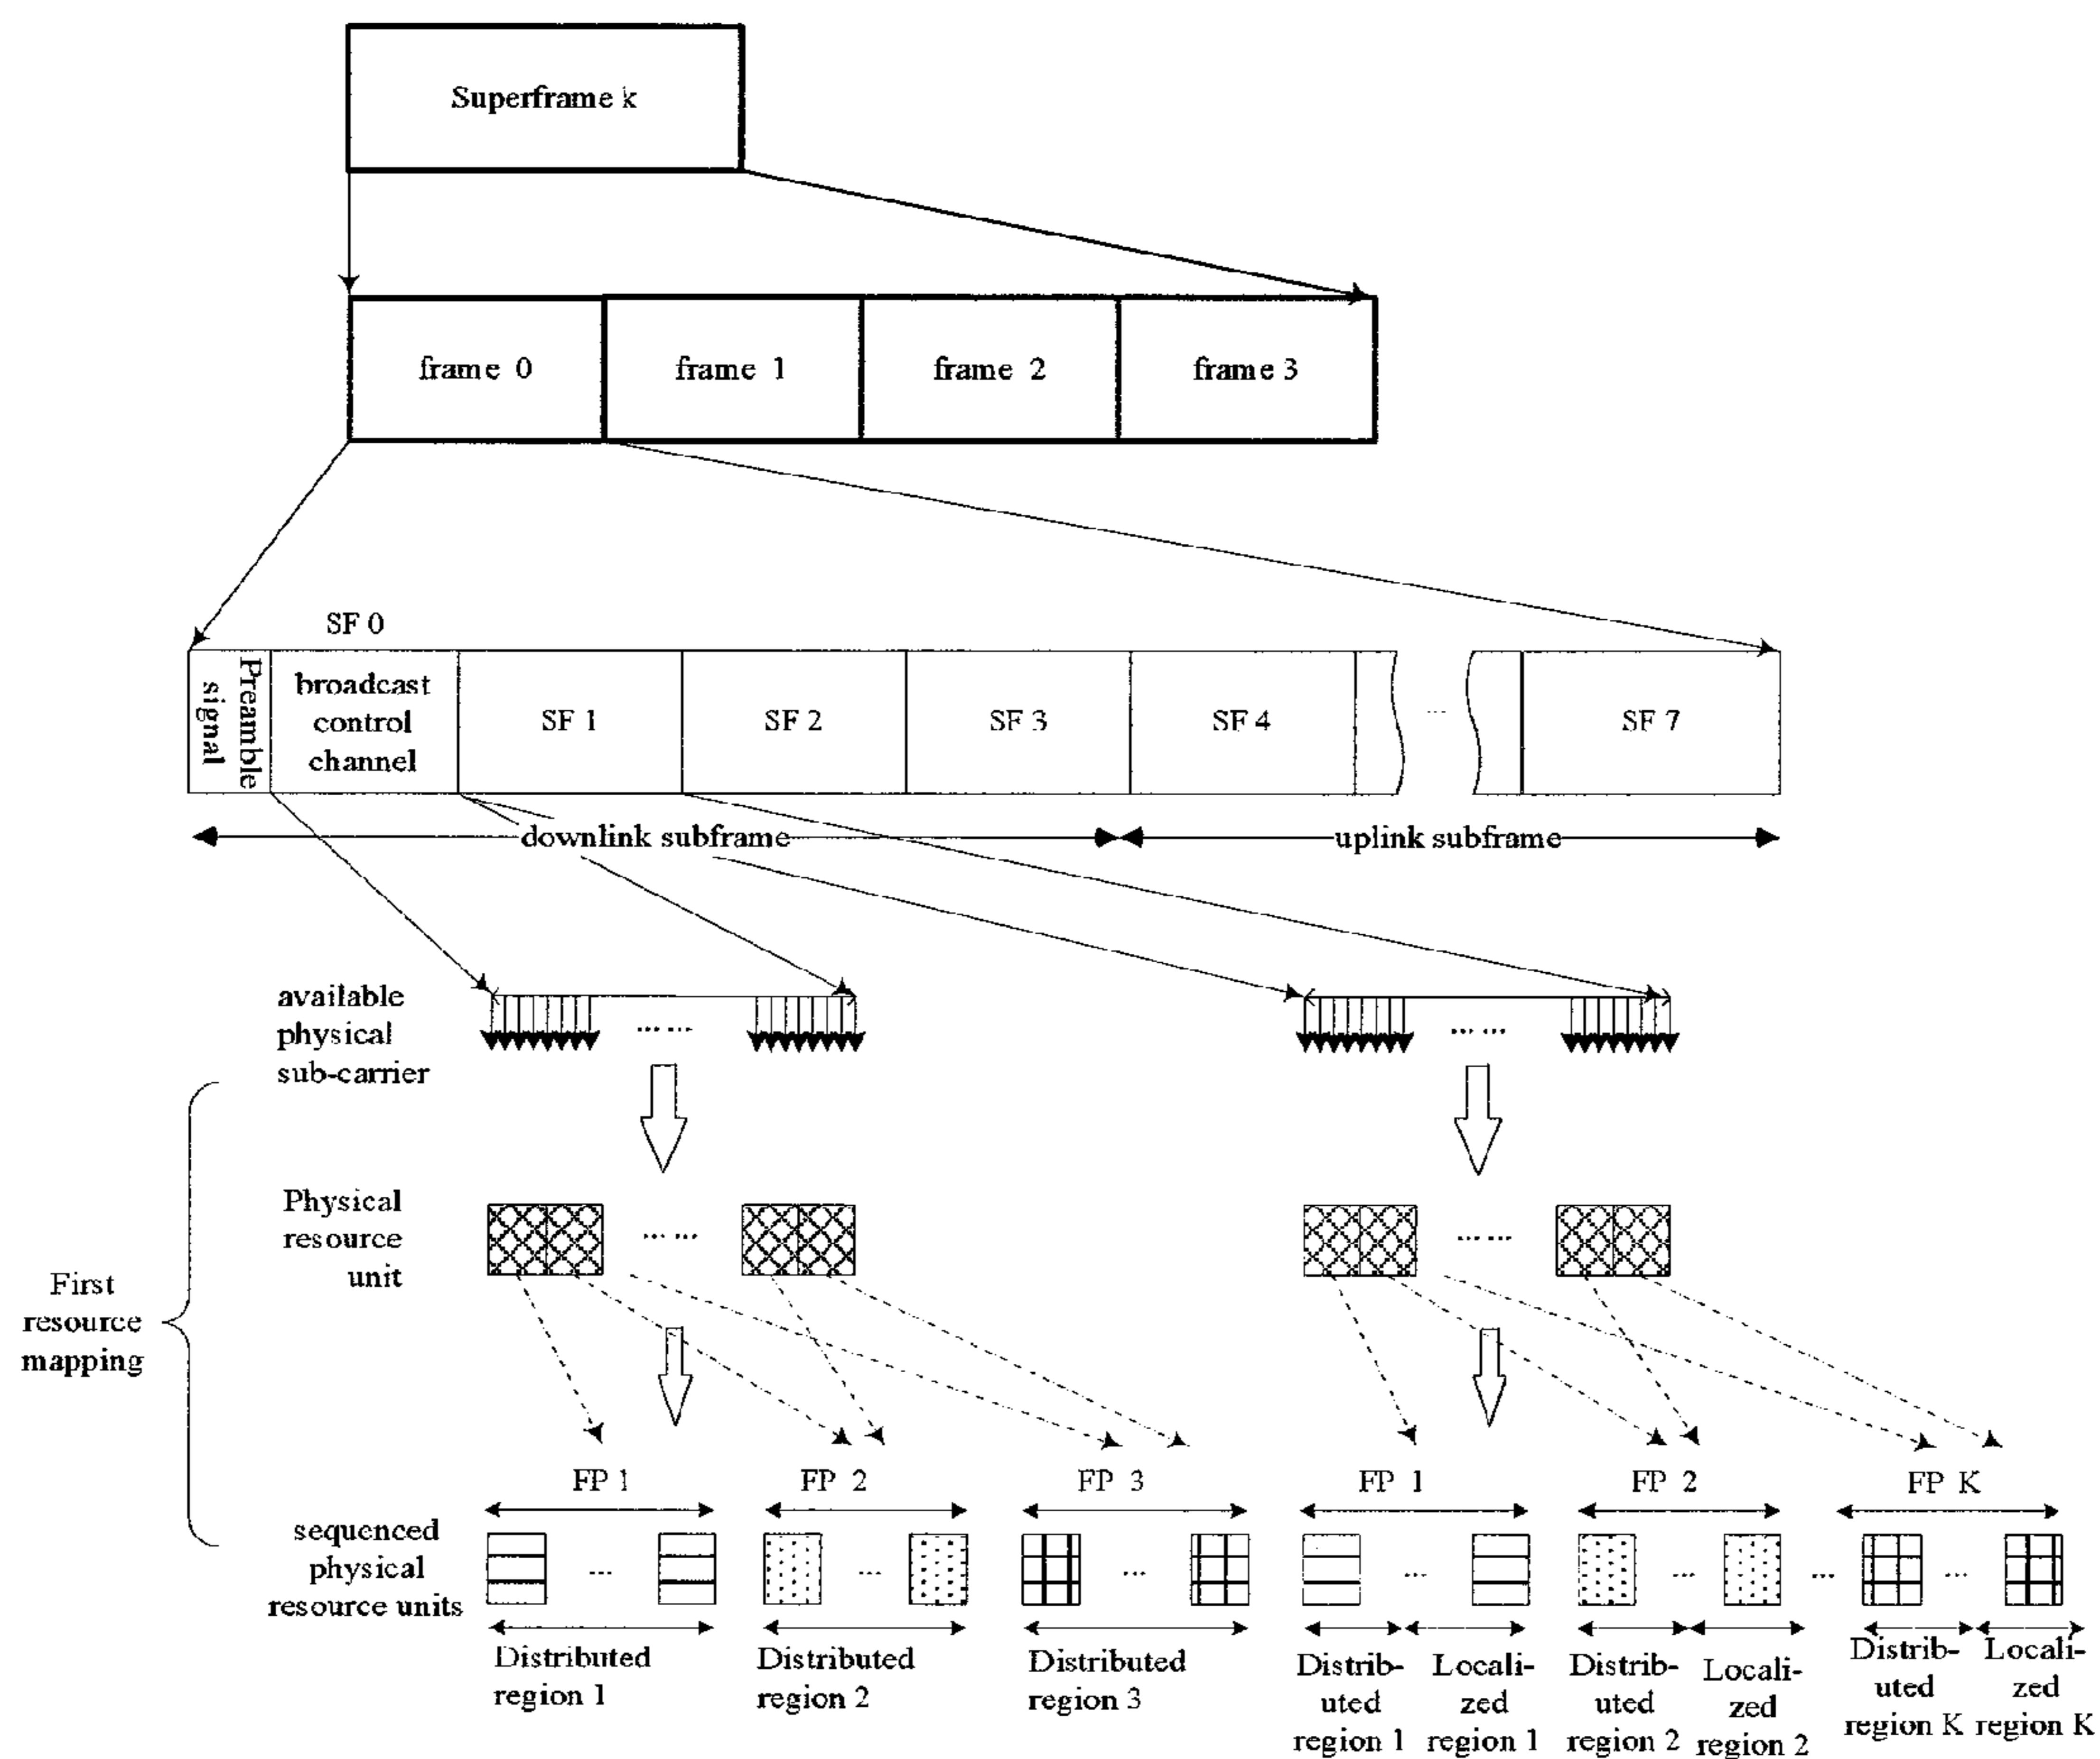 Superframe k
frame 0
frame 1
frame 2
frame 3
SF 0
Preamble
signal
broadcast
control
channel
SF 1
SF 2
SF 3
SF 4
...
SF 7
downlink subframe
uplink subframe
available
physical
sub-carrier
......
......
Physical
resource
unit
......
......
First
resource
mapping
FP 1
FP 2
FP 3
FP 1
FP 2
FP K
sequenced
physical
resource units
...
...
...
...
...
...
...
Distributed
region 1
Distributed
region 2
Distributed
region 3
Distrib-
uted
region 1
Locali-
zed
region 1
Distrib-
uted
region 2
Locali-
zed
region 2
Distrib-
uted
region K
Locali-
zed
region K